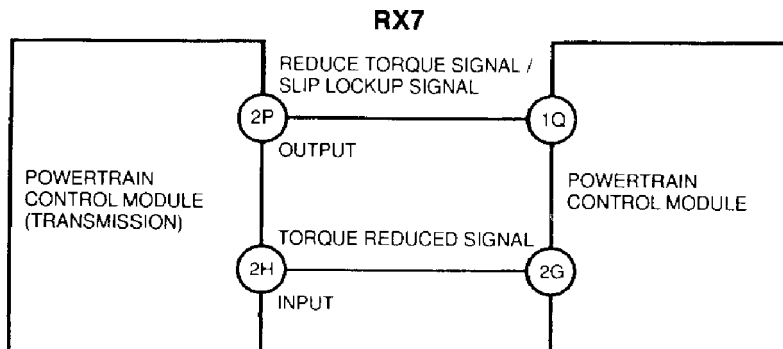 RX7
REDUCE TORQUE SIGNAL /
SLIP LOCKUP SIGNAL
2P
1Q
OUTPUT
POWERTRAIN
CONTROL MODULE
(TRANSMISSION)
POWERTRAIN
CONTROL MODULE
TORQUE REDUCED SIGNAL
2H
2G
INPUT